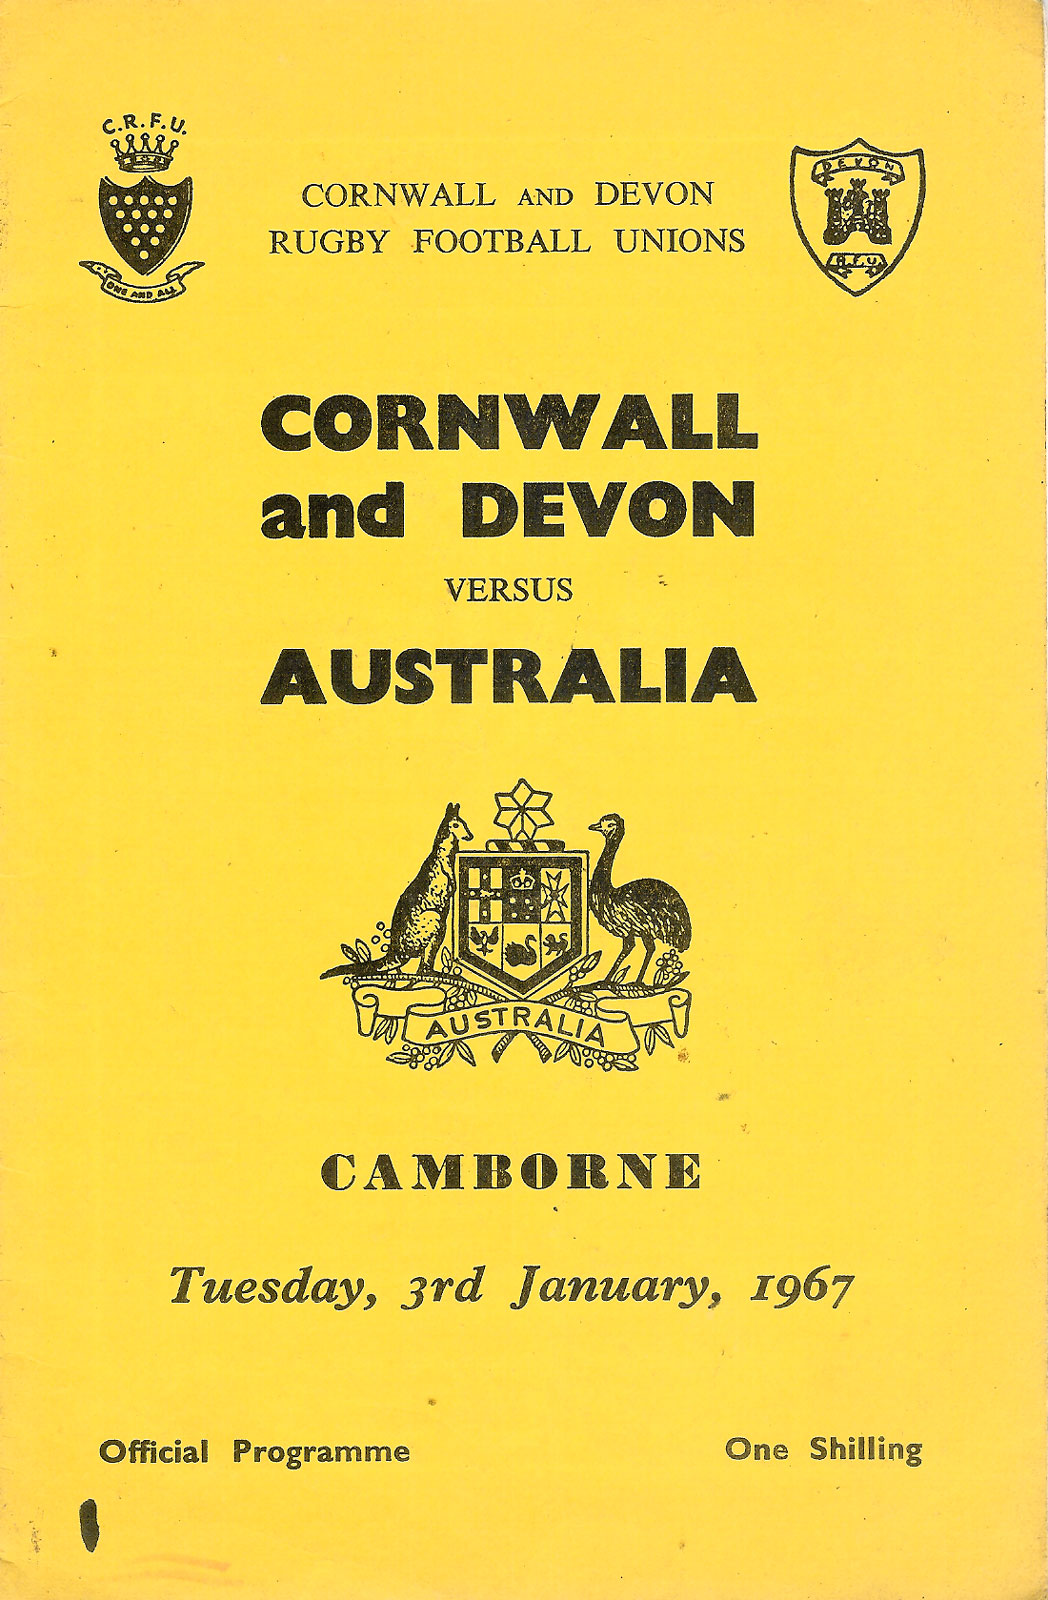 C.R.F.U.
ONE AND ALL
CORNWALL AND DEVON
RUGBY FOOTBALL UNIONS
DEVON
R.F.U
CORNWALL
and DEVON
VERSUS
AUSTRALIA
AUSTRALIA
CAMBORNE
Tuesday, 3rd January, 1967
Official Programme
One Shilling